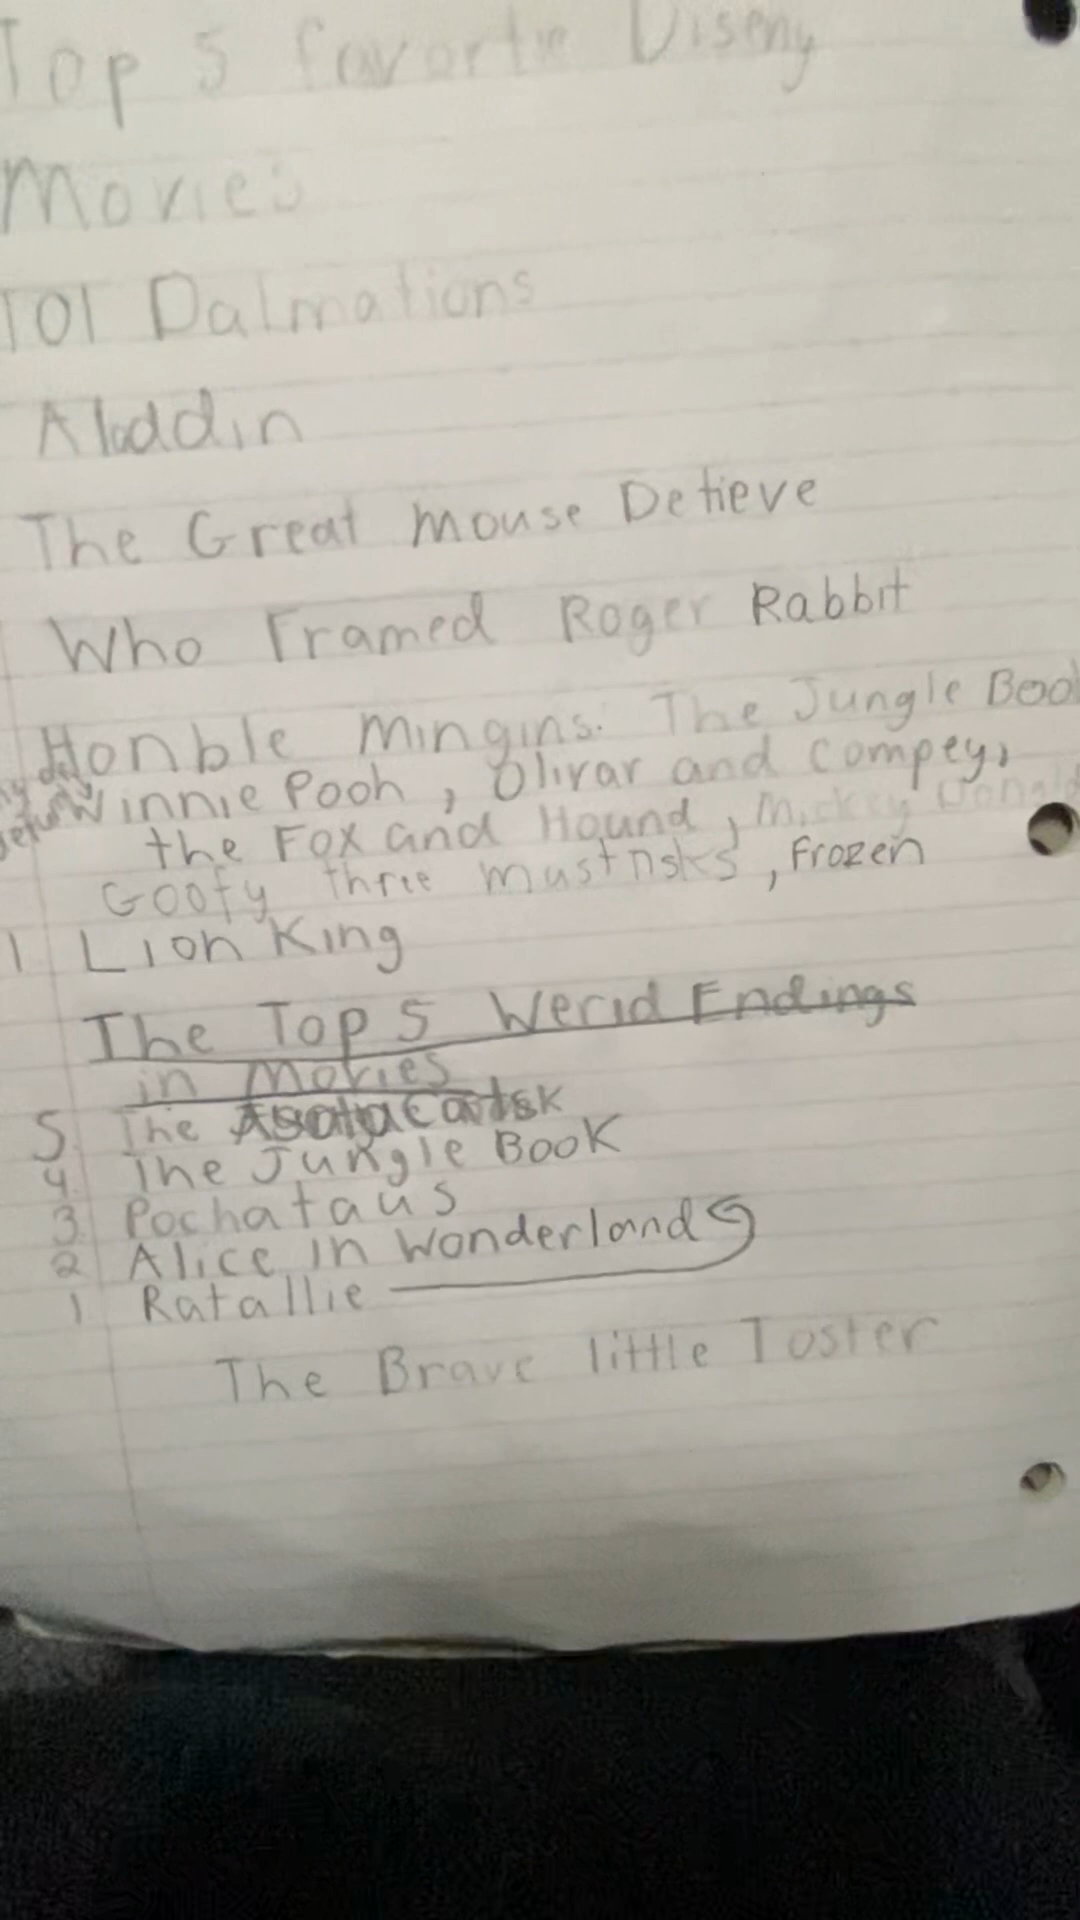 Top 5 favorte Diseny
Movies
101 Dalmations
Aladdin
The Great mouse Detieve
Who Framed Roger Rabbit
Honble Mingins: The Jungle Boo
Winnie Pooh, Olivar and compey,
the Fox and Hound, Mickey Donald
Goofy three mustrisks, Frozen
1 Lion King
The Top 5 Werid Endings
in Movies
5 The
4 The Jungle Book
3 Pochataus
2 Alice in Wonderland
1 Ratallie
The Brave little Toster